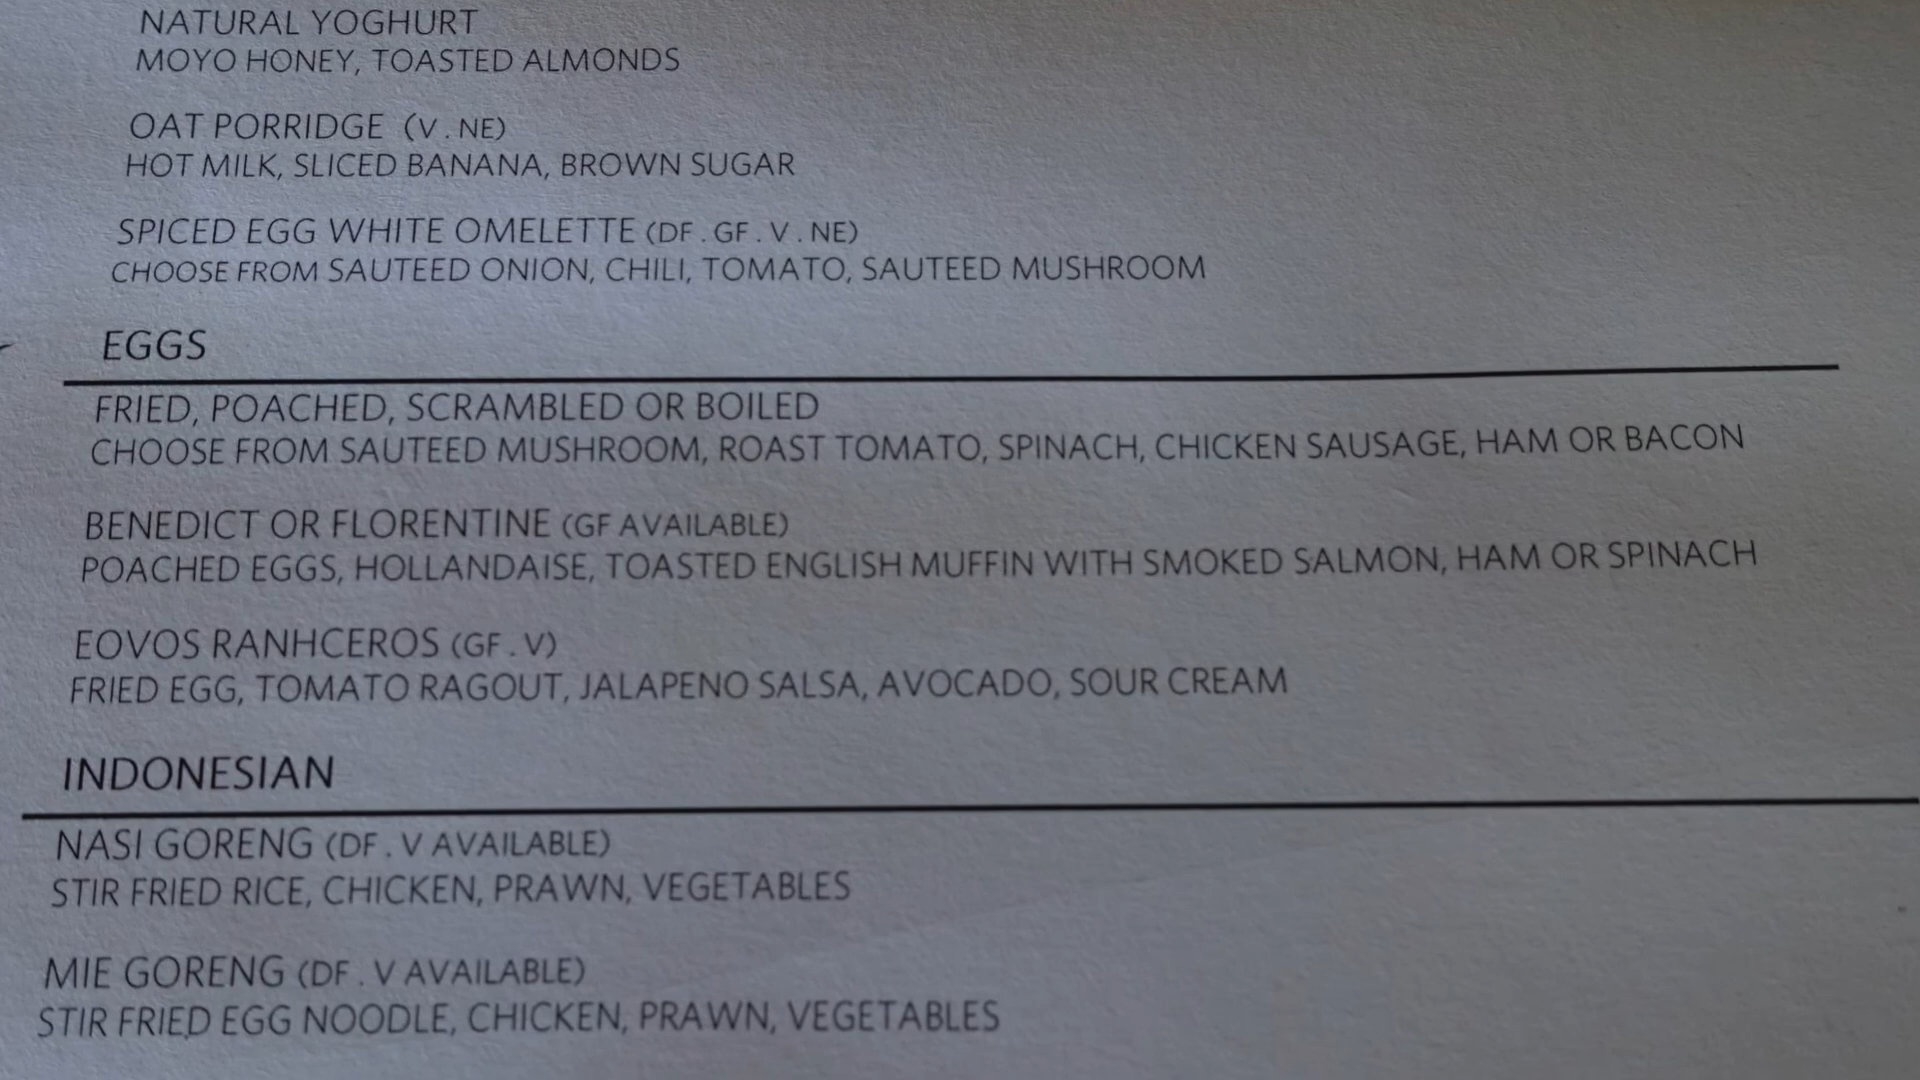 NATURAL YOGHURT
MOYO HONEY, TOASTED ALMONDS
OAT PORRIDGE (V . NE)
HOT MILK, SLICED BANANA, BROWN SUGAR
SPICED EGG WHITE OMELETTE (DF . GF . V . NE)
CHOOSE FROM SAUTEED ONION, CHILI, TOMATO, SAUTEED MUSHROOM
EGGS
FRIED, POACHED, SCRAMBLED OR BOILED
CHOOSE FROM SAUTEED MUSHROOM, ROAST TOMATO, SPINACH, CHICKEN SAUSAGE, HAM OR BACON
BENEDICT OR FLORENTINE (GF AVAILABLE)
POACHED EGGS, HOLLANDAISE, TOASTED ENGLISH MUFFIN WITH SMOKED SALMON, HAM OR SPINACH
EOVOS RANHCEROS (GF . V)
FRIED EGG, TOMATO RAGOUT, JALAPENO SALSA, AVOCADO, SOUR CREAM
INDONESIAN
NASI GORENG (DF . V AVAILABLE)
STIR FRIED RICE, CHICKEN, PRAWN, VEGETABLES
MIE GORENG (DF . V AVAILABLE)
STIR FRIED EGG NOODLE, CHICKEN, PRAWN, VEGETABLES